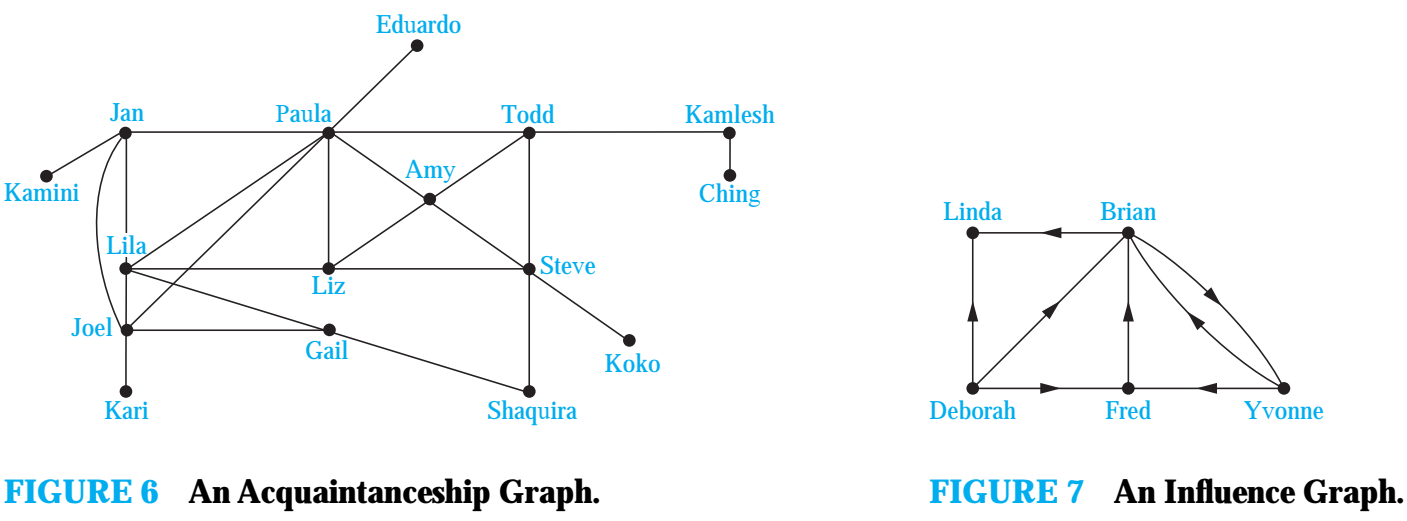 Eduardo
Jan
Paula
Todd
Kamlesh
Amy
Kamini
Ching
Lila
Liz
Steve
Joel
Gail
Koko
Kari
Shaquira
FIGURE 6 An Acquaintanceship Graph.
Linda
Brian
Deborah
Fred
Yvonne
FIGURE 7 An Influence Graph.